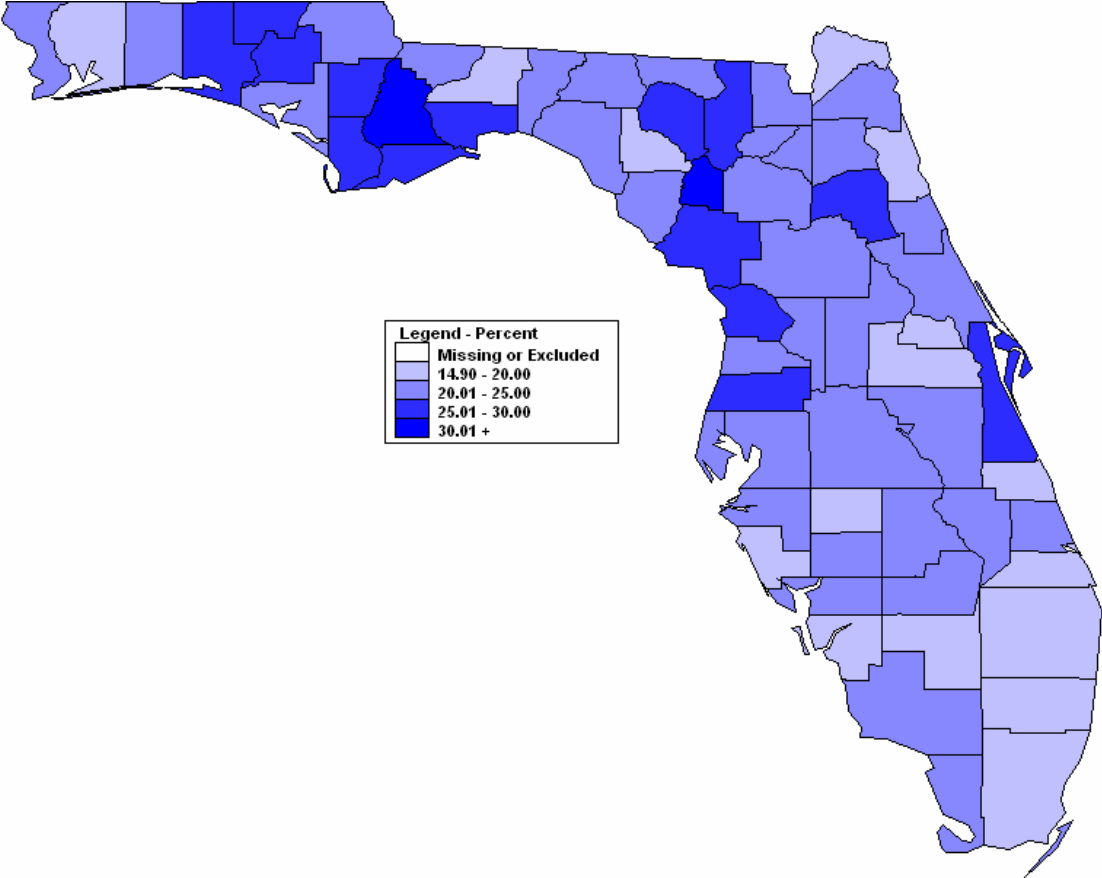 Legend - Percent
Missing or Excluded
14.90 - 20.00
20.01 - 25.00
25.01 - 30.00
30.01 +